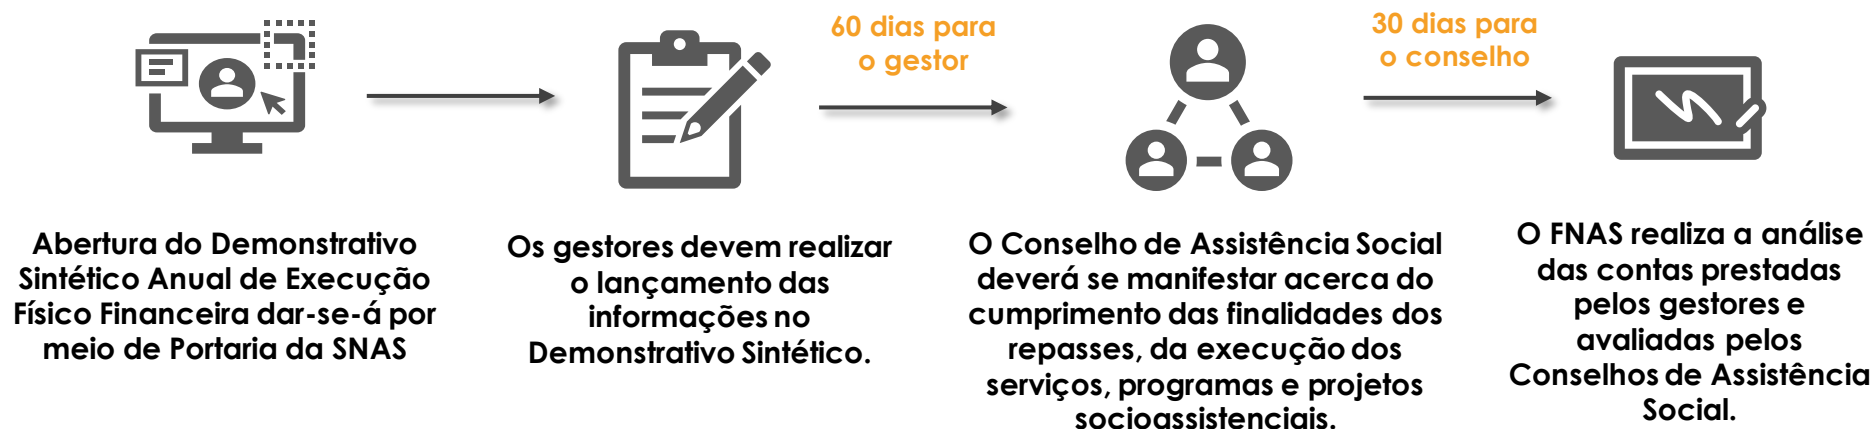 60 dias para
o gestor
30 dias para
o conselho
Abertura do Demonstrativo
Sintético Anual de Execução
Físico Financeira dar-se-á por
meio de Portaria da SNAS
Os gestores devem realizar
o lançamento das
informações no
Demonstrativo Sintético.
O Conselho de Assistência Social
deverá se manifestar acerca do
cumprimento das finalidades dos
repasses, da execução dos
serviços, programas e projetos
socioassistenciais.
O FNAS realiza a análise
das contas prestadas
pelos gestores e
avaliadas pelos
Conselhos de Assistência
Social.